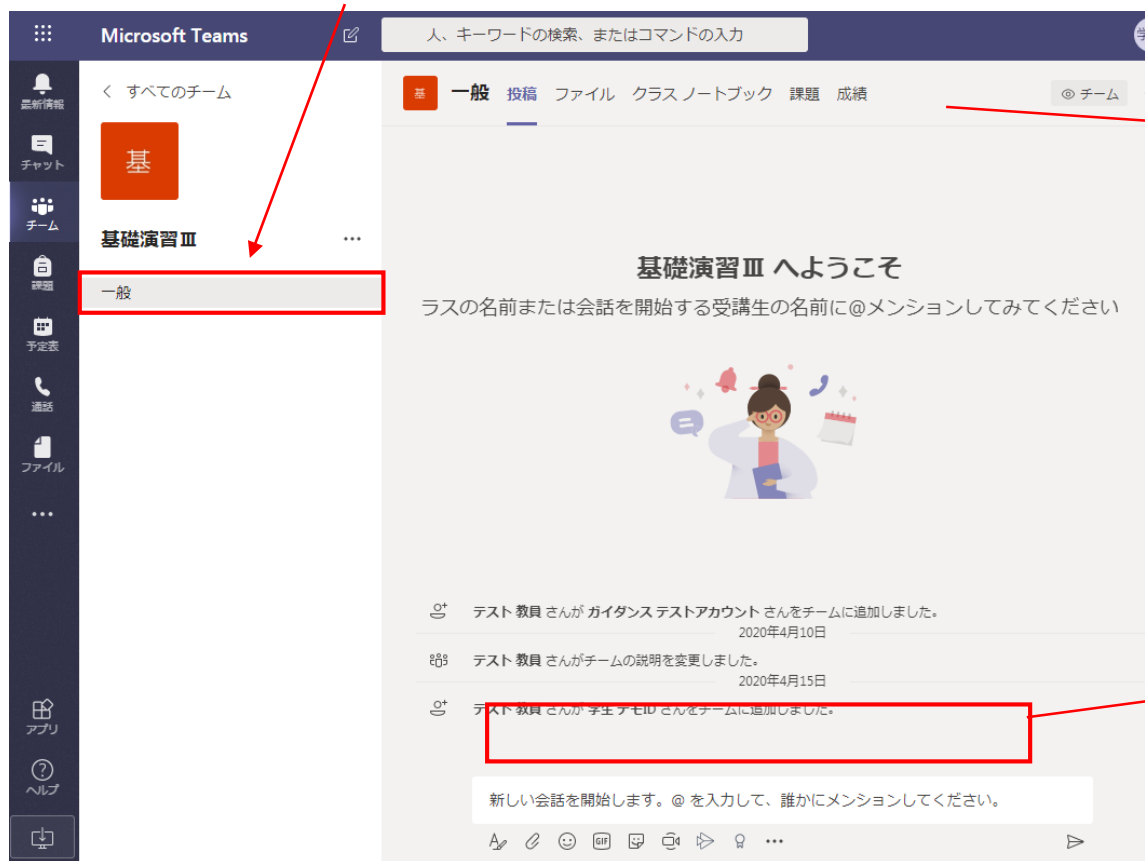 Microsoft Teams
人、キーワードの検索、またはコマンドの入力
最新情報
チャット
チーム
課題
予定表
通話
ファイル
アプリ
ヘルプ
すべてのチーム
基
基礎演習Ⅲ
一般
基
一般 投稿 ファイル クラス ノートブック 課題 成績
チーム
基礎演習Ⅲ へようこそ
ラスの名前または会話を開始する受講生の名前に@メンションしてみてください
テスト 教員 さんが ガイダンス テストアカウント さんをチームに追加しました。
2020年4月10日
テスト 教員 さんがチームの説明を変更しました。
2020年4月15日
テスト 教員 さんが 学生 デモID さんをチームに追加しました。
新しい会話を開始します。@ を入力して、誰かにメンションしてください。
GIF